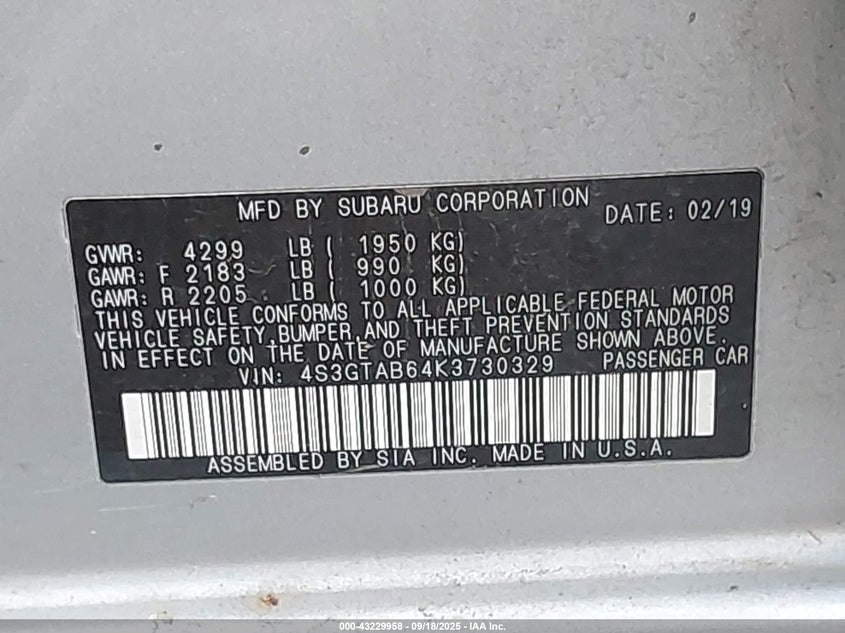 MFD BY SUBARU CORPORATION DATE: 02/19
GVWR: 4299 LB ( 1950 KG)
GAWR: F 2183 LB ( 990 KG)
GAWR: R 2205 LB ( 1000 KG)
THIS VEHICLE CONFORMS TO ALL APPLICABLE FEDERAL MOTOR
VEHICLE SAFETY,BUMPER,AND THEFT PREVENTION STANDARDS
IN EFFECT ON THE DATE OF MANUFACTURE SHOWN ABOVE.
VIN: 4S3GTAB64K3730329 PASSENGER CAR
ASSEMBLED BY SIA INC. MADE IN U.S.A.
000-43229958 - 09/18/2025 - IAA Inc.